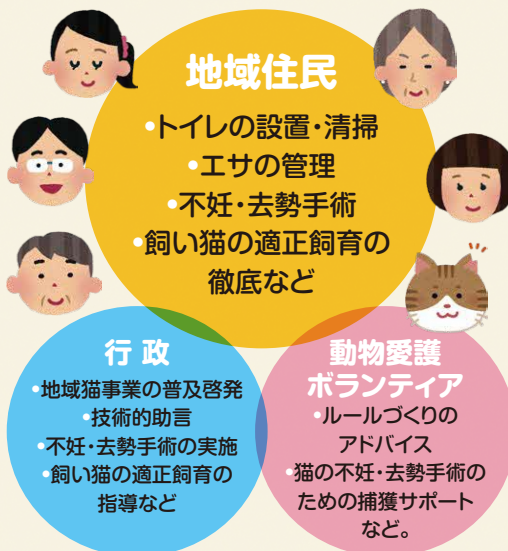 地域住民
•トイレの設置・清掃
•エサの管理
•不妊・去勢手術
•飼い猫の適正飼育の
徹底など
行政
•地域猫事業の普及啓発
•技術的助言
•不妊・去勢手術の実施
•飼い猫の適正飼育の
指導など
動物愛護
ボランティア
•ルールづくりの
アドバイス
•猫の不妊・去勢手術の
ための捕獲サポート
など。